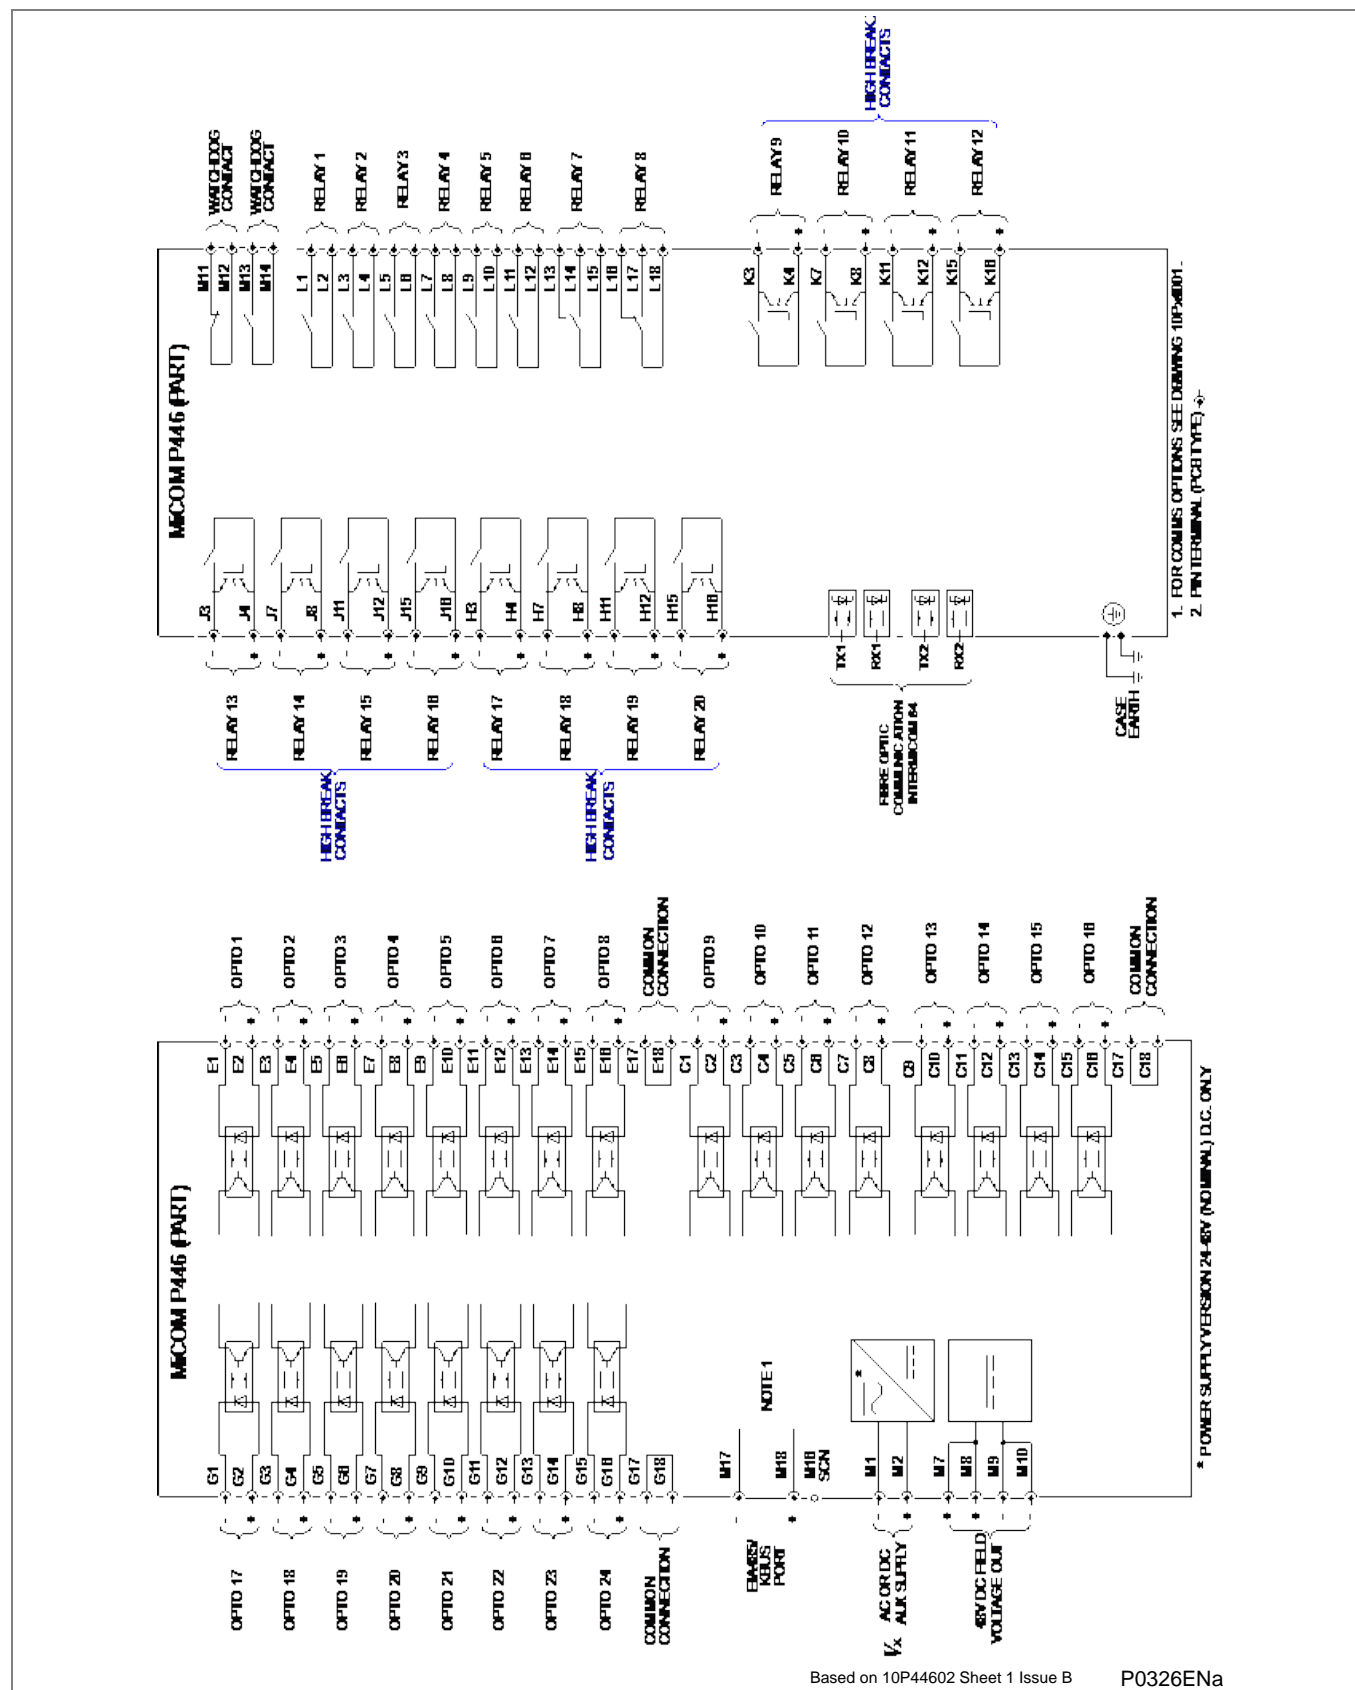 MiCOM P446 (PART)
WATCHDOG
CONTACT
WATCHDOG
CONTACT
RELAY 1
RELAY 2
RELAY 3
RELAY 4
RELAY 5
RELAY 6
RELAY 7
RELAY 8
HIGH BREAK
CONTACTS
RELAY 9
RELAY 10
RELAY 11
RELAY 12
M11
M12
M13
M14
L1
L2
L3
L4
L5
L6
L7
L8
L9
L10
L11
L12
L13
L14
L15
L16
L17
L18
K3
K4
K7
K8
K11
K12
K15
K16
J3
J4
J7
J8
J11
J12
J15
J16
H3
H4
H7
H8
H11
H12
H15
H16
RELAY 13
RELAY 14
RELAY 15
RELAY 16
RELAY 17
RELAY 18
RELAY 19
RELAY 20
HIGH BREAK
CONTACTS
HIGH BREAK
CONTACTS
TX1
RX1
TX2
RX2
FIBRE OPTIC
COMMUNICATION
INTERMICOM 64
CASE
EARTH
1. FOR COMMS OPTIONS SEE DRAWING 10Px4001.
2. PIN TERMINAL (PCB TYPE)
MiCOM P446 (PART)
OPTO 1
OPTO 2
OPTO 3
OPTO 4
OPTO 5
OPTO 6
OPTO 7
OPTO 8
COMMON
CONNECTION
OPTO 9
OPTO 10
OPTO 11
OPTO 12
OPTO 13
OPTO 14
OPTO 15
OPTO 16
COMMON
CONNECTION
E1
E2
E3
E4
E5
E6
E7
E8
E9
E10
E11
E12
E13
E14
E15
E16
E17
E18
C1
C2
C3
C4
C5
C6
C7
C8
C9
C10
C11
C12
C13
C14
C15
C16
C17
C18
G1
G2
G3
G4
G5
G6
G7
G8
G9
G10
G11
G12
G13
G14
G15
G16
G17
G18
M17
M18
M16
SCN
NOTE 1
M1
M2
M7
M8
M9
M10
OPTO 17
OPTO 18
OPTO 19
OPTO 20
OPTO 21
OPTO 22
OPTO 23
OPTO 24
COMMON
CONNECTION
EIA485/
KBUS
PORT
Vx
AC OR DC
AUX SUPPLY
48V DC FIELD
VOLTAGE OUT
* POWER SUPPLY VERSION 24-48V (NOMINAL) D.C. ONLY
Based on 10P44602 Sheet 1 Issue B
P0326ENa